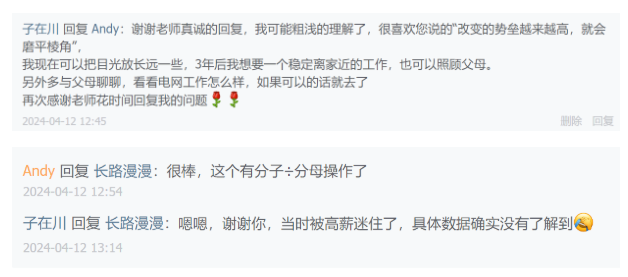 子在川 回复 Andy：谢谢老师真诚的回复，我可能粗浅的理解了，很喜欢您说的“改变的势垒越来越高，就会
磨平棱角”，
我现在可以把目光放长远一些，3年后我想要一个稳定离家近的工作，也可以照顾父母。
另外多与父母聊聊，看看电网工作怎么样，如果可以的话就去了
再次感谢老师花时间回复我的问题🌹🌹
2024-04-12 12:45 删除 回复
Andy 回复 长路漫漫：很棒，这个有分子÷分母操作了
2024-04-12 12:54
子在川 回复 长路漫漫：嗯嗯，谢谢你，当时被高薪迷住了，具体数据确实没有了解到🤣
2024-04-12 13:14